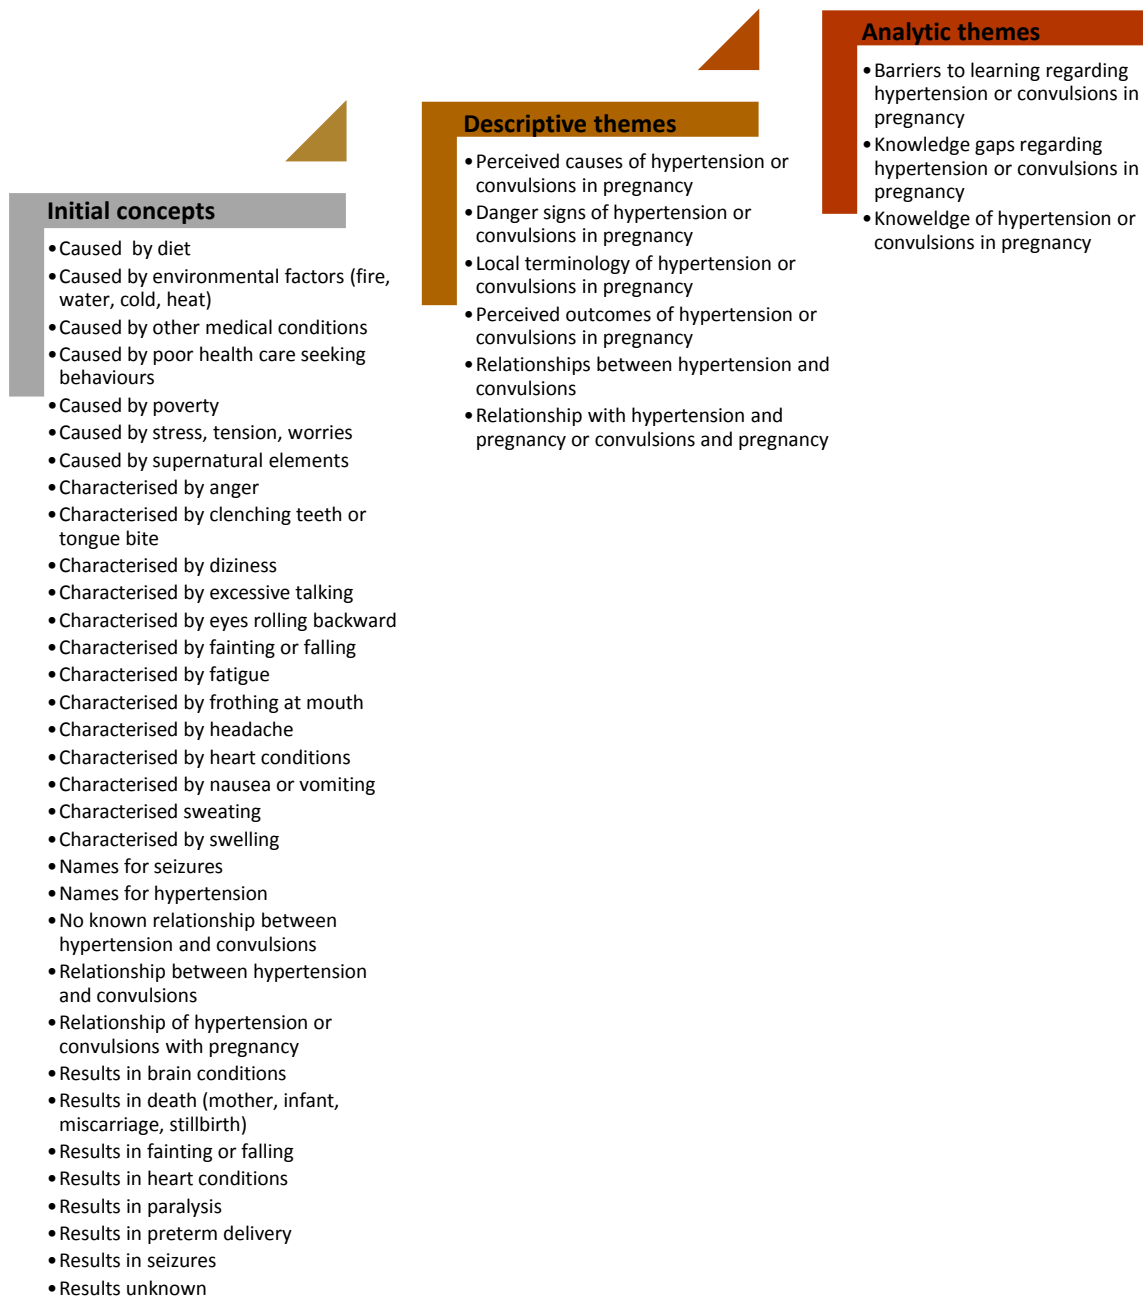 Initial concepts
•Caused  by diet
•Caused by environmental factors (fire,
water, cold, heat)
•Caused by other medical conditions
•Caused by poor health care seeking
behaviours
•Caused by poverty
•Caused by stress, tension, worries
•Caused by supernatural elements
•Characterised by anger
•Characterised by clenching teeth or
tongue bite
•Characterised by diziness
•Characterised by excessive talking
•Characterised by eyes rolling backward
•Characterised by fainting or falling
•Characterised by fatigue
•Characterised by frothing at mouth
•Characterised by headache
•Characterised by heart conditions
•Characterised by nausea or vomiting
•Characterised sweating
•Characterised by swelling
•Names for seizures
•Names for hypertension
•No known relationship between
hypertension and convulsions
•Relationship between hypertension
and convulsions
•Relationship of hypertension or
convulsions with pregnancy
•Results in brain conditions
•Results in death (mother, infant,
miscarriage, stillbirth)
•Results in fainting or falling
•Results in heart conditions
•Results in paralysis
•Results in preterm delivery
•Results in seizures
•Results unknown
Descriptive themes
•Perceived causes of hypertension or
convulsions in pregnancy
•Danger signs of hypertension or
convulsions in pregnancy
•Local terminology of hypertension or
convulsions in pregnancy
•Perceived outcomes of hypertension or
convulsions in pregnancy
•Relationships between hypertension and
convulsions
•Relationship with hypertension and
pregnancy or convulsions and pregnancy
Analytic themes
•Barriers to learning regarding
hypertension or convulsions in
pregnancy
•Knowledge gaps regarding
hypertension or convulsions in
pregnancy
•Knoweldge of hypertension or
convulsions in pregnancy